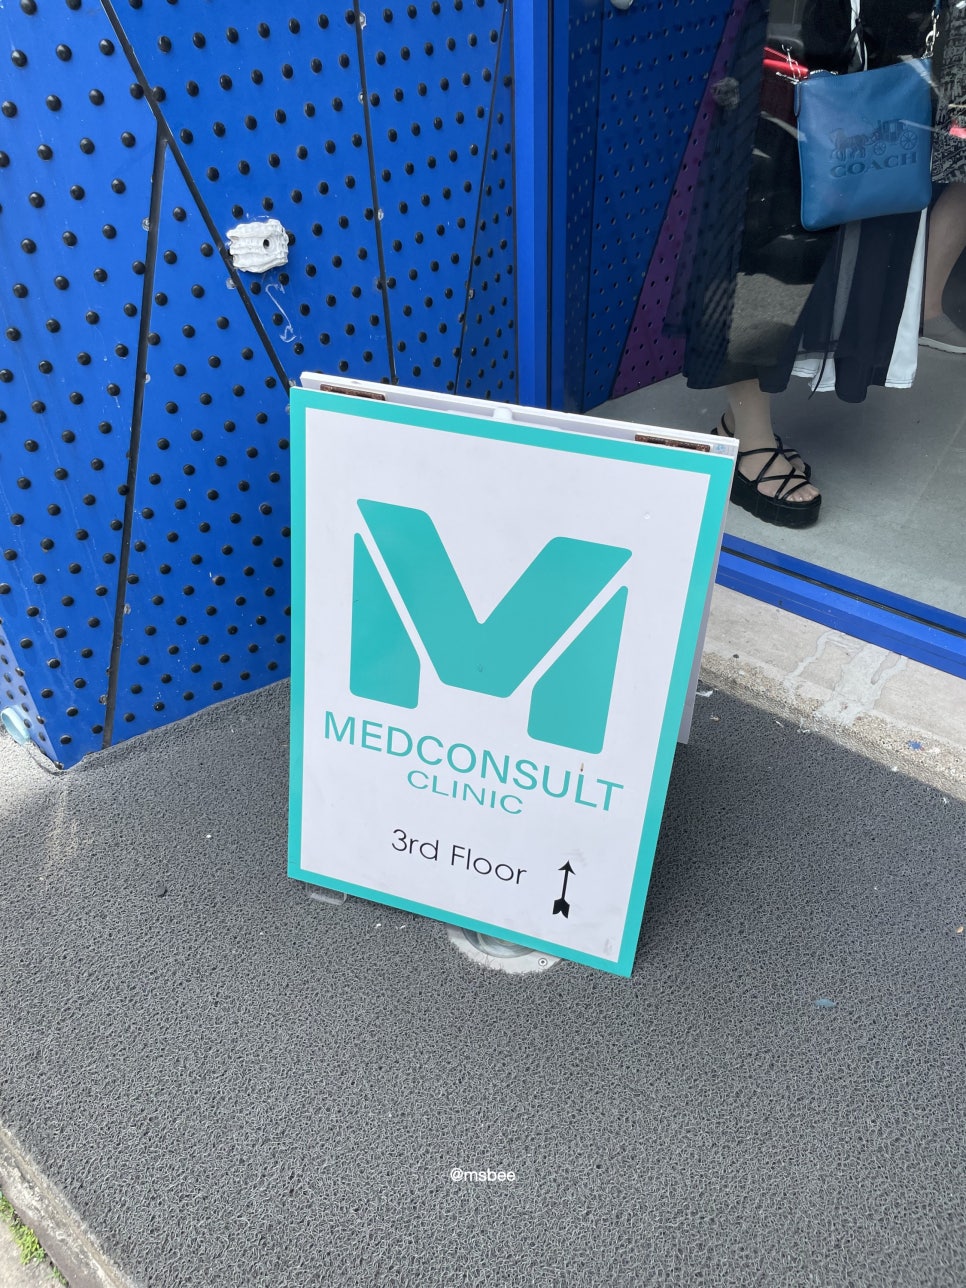 COACH
MEDCONSULT
CLINIC
3rd Floor
@msbee